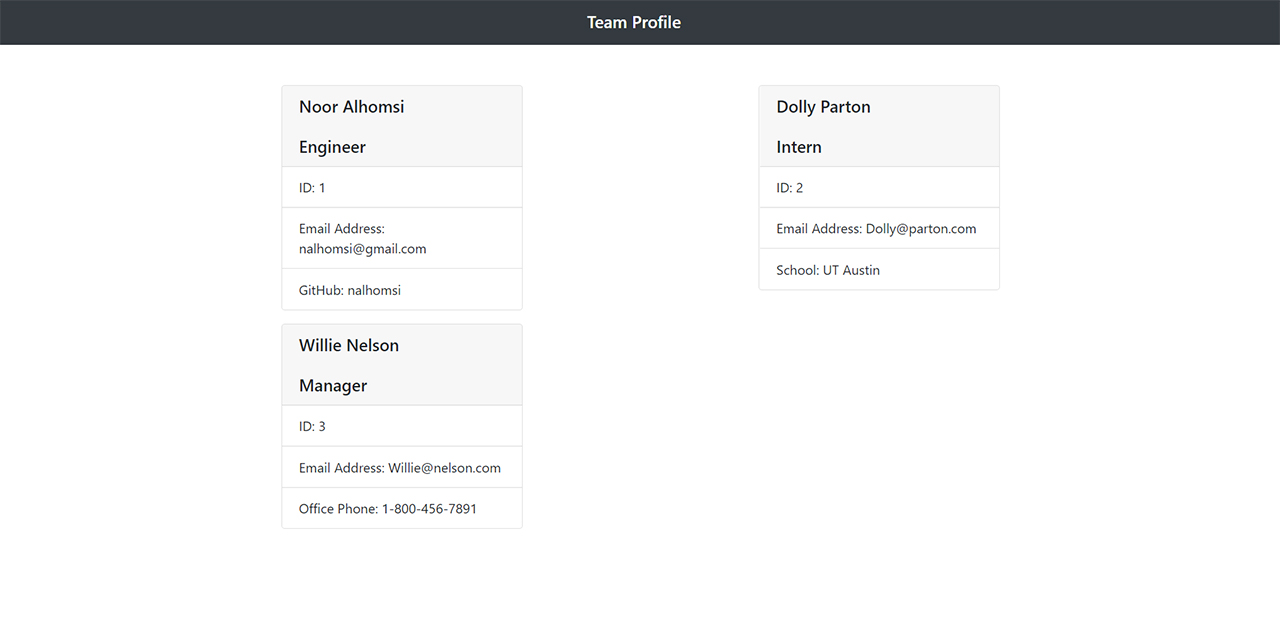 Team Profile
Noor Alhomsi
Engineer
ID: 1
Email Address:
nalhomsi@gmail.com
GitHub: nalhomsi
Dolly Parton
Intern
ID: 2
Email Address: Dolly@parton.com
School: UT Austin
Willie Nelson
Manager
ID: 3
Email Address: Willie@nelson.com
Office Phone: 1-800-456-7891